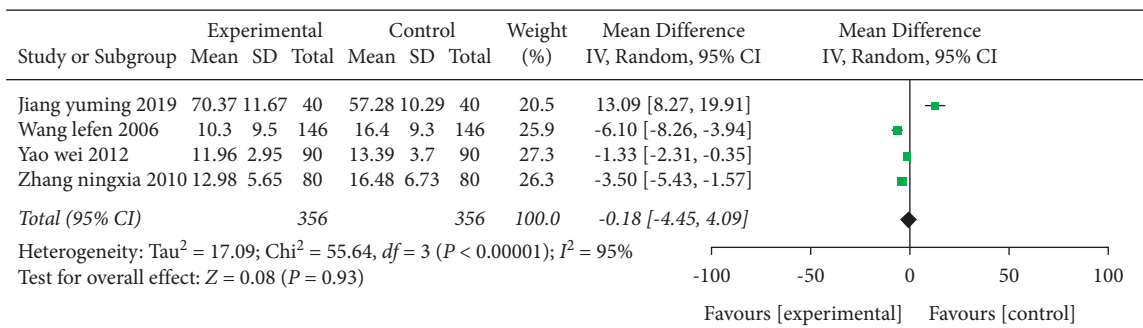 Experimental Control Weight Mean Difference Mean Difference
Study or Subgroup Mean SD Total Mean SD Total (%) IV, Random, 95% CI IV, Random, 95% CI
Jiang yuming 2019 70.37 11.67 40 57.28 10.29 40 20.5 13.09 [8.27, 19.91]
Wang lefen 2006 10.3 9.5 146 16.4 9.3 146 25.9 -6.10 [-8.26, -3.94]
Yao wei 2012 11.96 2.95 90 13.39 3.7 90 27.3 -1.33 [-2.31, -0.35]
Zhang ningxia 2010 12.98 5.65 80 16.48 6.73 80 26.3 -3.50 [-5.43, -1.57]
Total (95% CI) 356 356 100.0 -0.18 [-4.45, 4.09]
Heterogeneity: Tau² = 17.09; Chi² = 55.64, df = 3 (P < 0.00001); I² = 95%
Test for overall effect: Z = 0.08 (P = 0.93)
-100 -50 0 50 100
Favours [experimental] Favours [control]